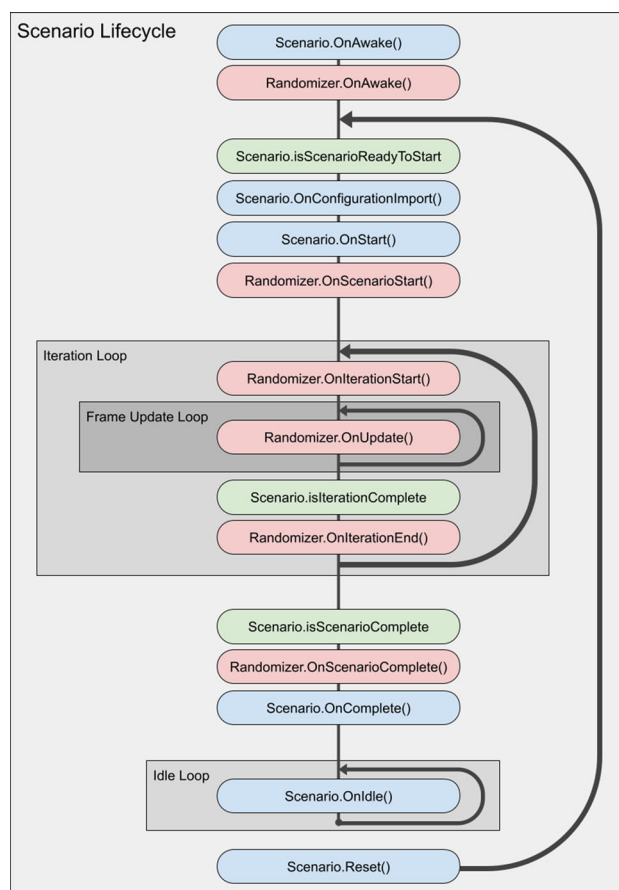 Scenario Lifecycle
Scenario.OnAwake()
Randomizer.OnAwake()
Scenario.isScenarioReadyToStart
Scenario.OnConfigurationImport()
Scenario.OnStart()
Randomizer.OnScenarioStart()
Iteration Loop
Randomizer.OnIterationStart()
Frame Update Loop
Randomizer.OnUpdate()
Scenario.isIterationComplete
Randomizer.OnIterationEnd()
Scenario.isScenarioComplete
Randomizer.OnScenarioComplete()
Scenario.OnComplete()
Idle Loop
Scenario.OnIdle()
Scenario.Reset()